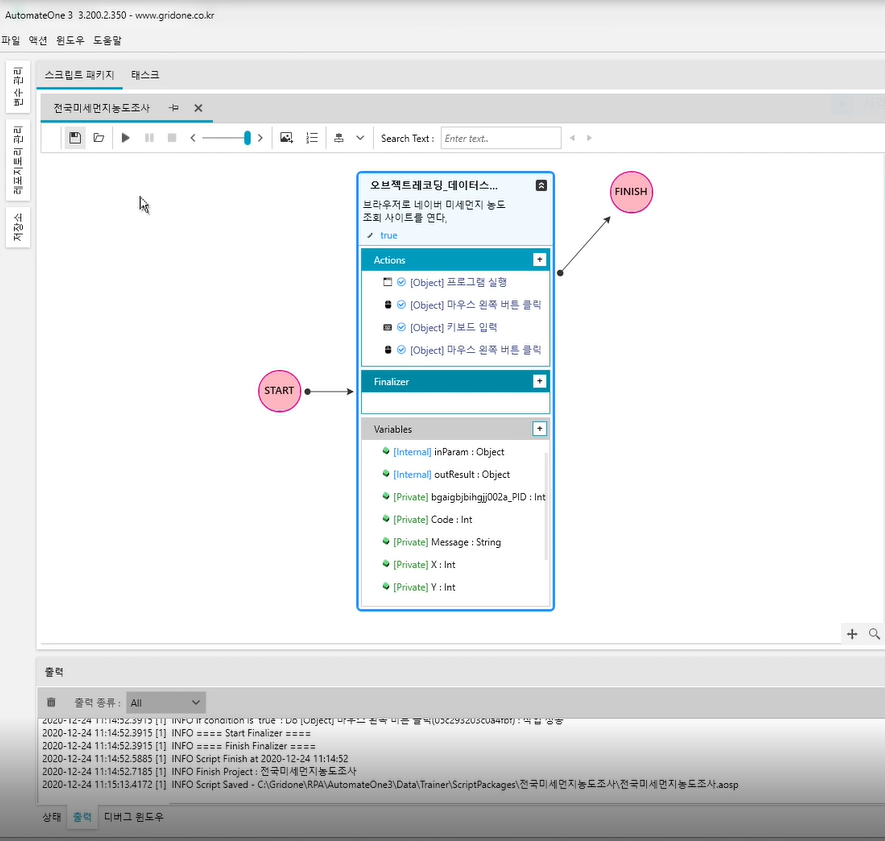 AutomateOne 3 3.200.2.350 - www.gridone.co.kr
파일 액션 윈도우 도움말
변수 관리
레포지토리 관리
저장소
스크립트 패키지 태스크
전국미세먼지농도조사
Search Text : Enter text..
오브젝트레코딩_데이터스...
브라우저로 네이버 미세먼지 농도
조회 사이트를 연다.
true
Actions
[Object] 프로그램 실행
[Object] 마우스 왼쪽 버튼 클릭
[Object] 키보드 입력
[Object] 마우스 왼쪽 버튼 클릭
Finalizer
Variables
[Internal] inParam : Object
[Internal] outResult : Object
[Private] bgaigbjbihgjj002a_PID : Int
[Private] Code : Int
[Private] Message : String
[Private] X : Int
[Private] Y : Int
START
FINISH
출력
출력 종류 : All
2020-12-24 11:14:52.3915 [1] INFO If condition is 'true' : Do [Object] 마우스 왼쪽 버튼 클릭 : 작업 성공
2020-12-24 11:14:52.3915 [1] INFO ==== Start Finalizer ====
2020-12-24 11:14:52.3915 [1] INFO ==== Finish Finalizer ====
2020-12-24 11:14:52.5885 [1] INFO Script Finish at 2020-12-24 11:14:52
2020-12-24 11:14:52.7185 [1] INFO Finish Project : 전국미세먼지농도조사
2020-12-24 11:15:13.4172 [1] INFO Script Saved - C:\Gridone\RPA\AutomateOne3\Data\Trainer\ScriptPackages\전국미세먼지농도조사\전국미세먼지농도조사.aosp
상태 출력 디버그 윈도우